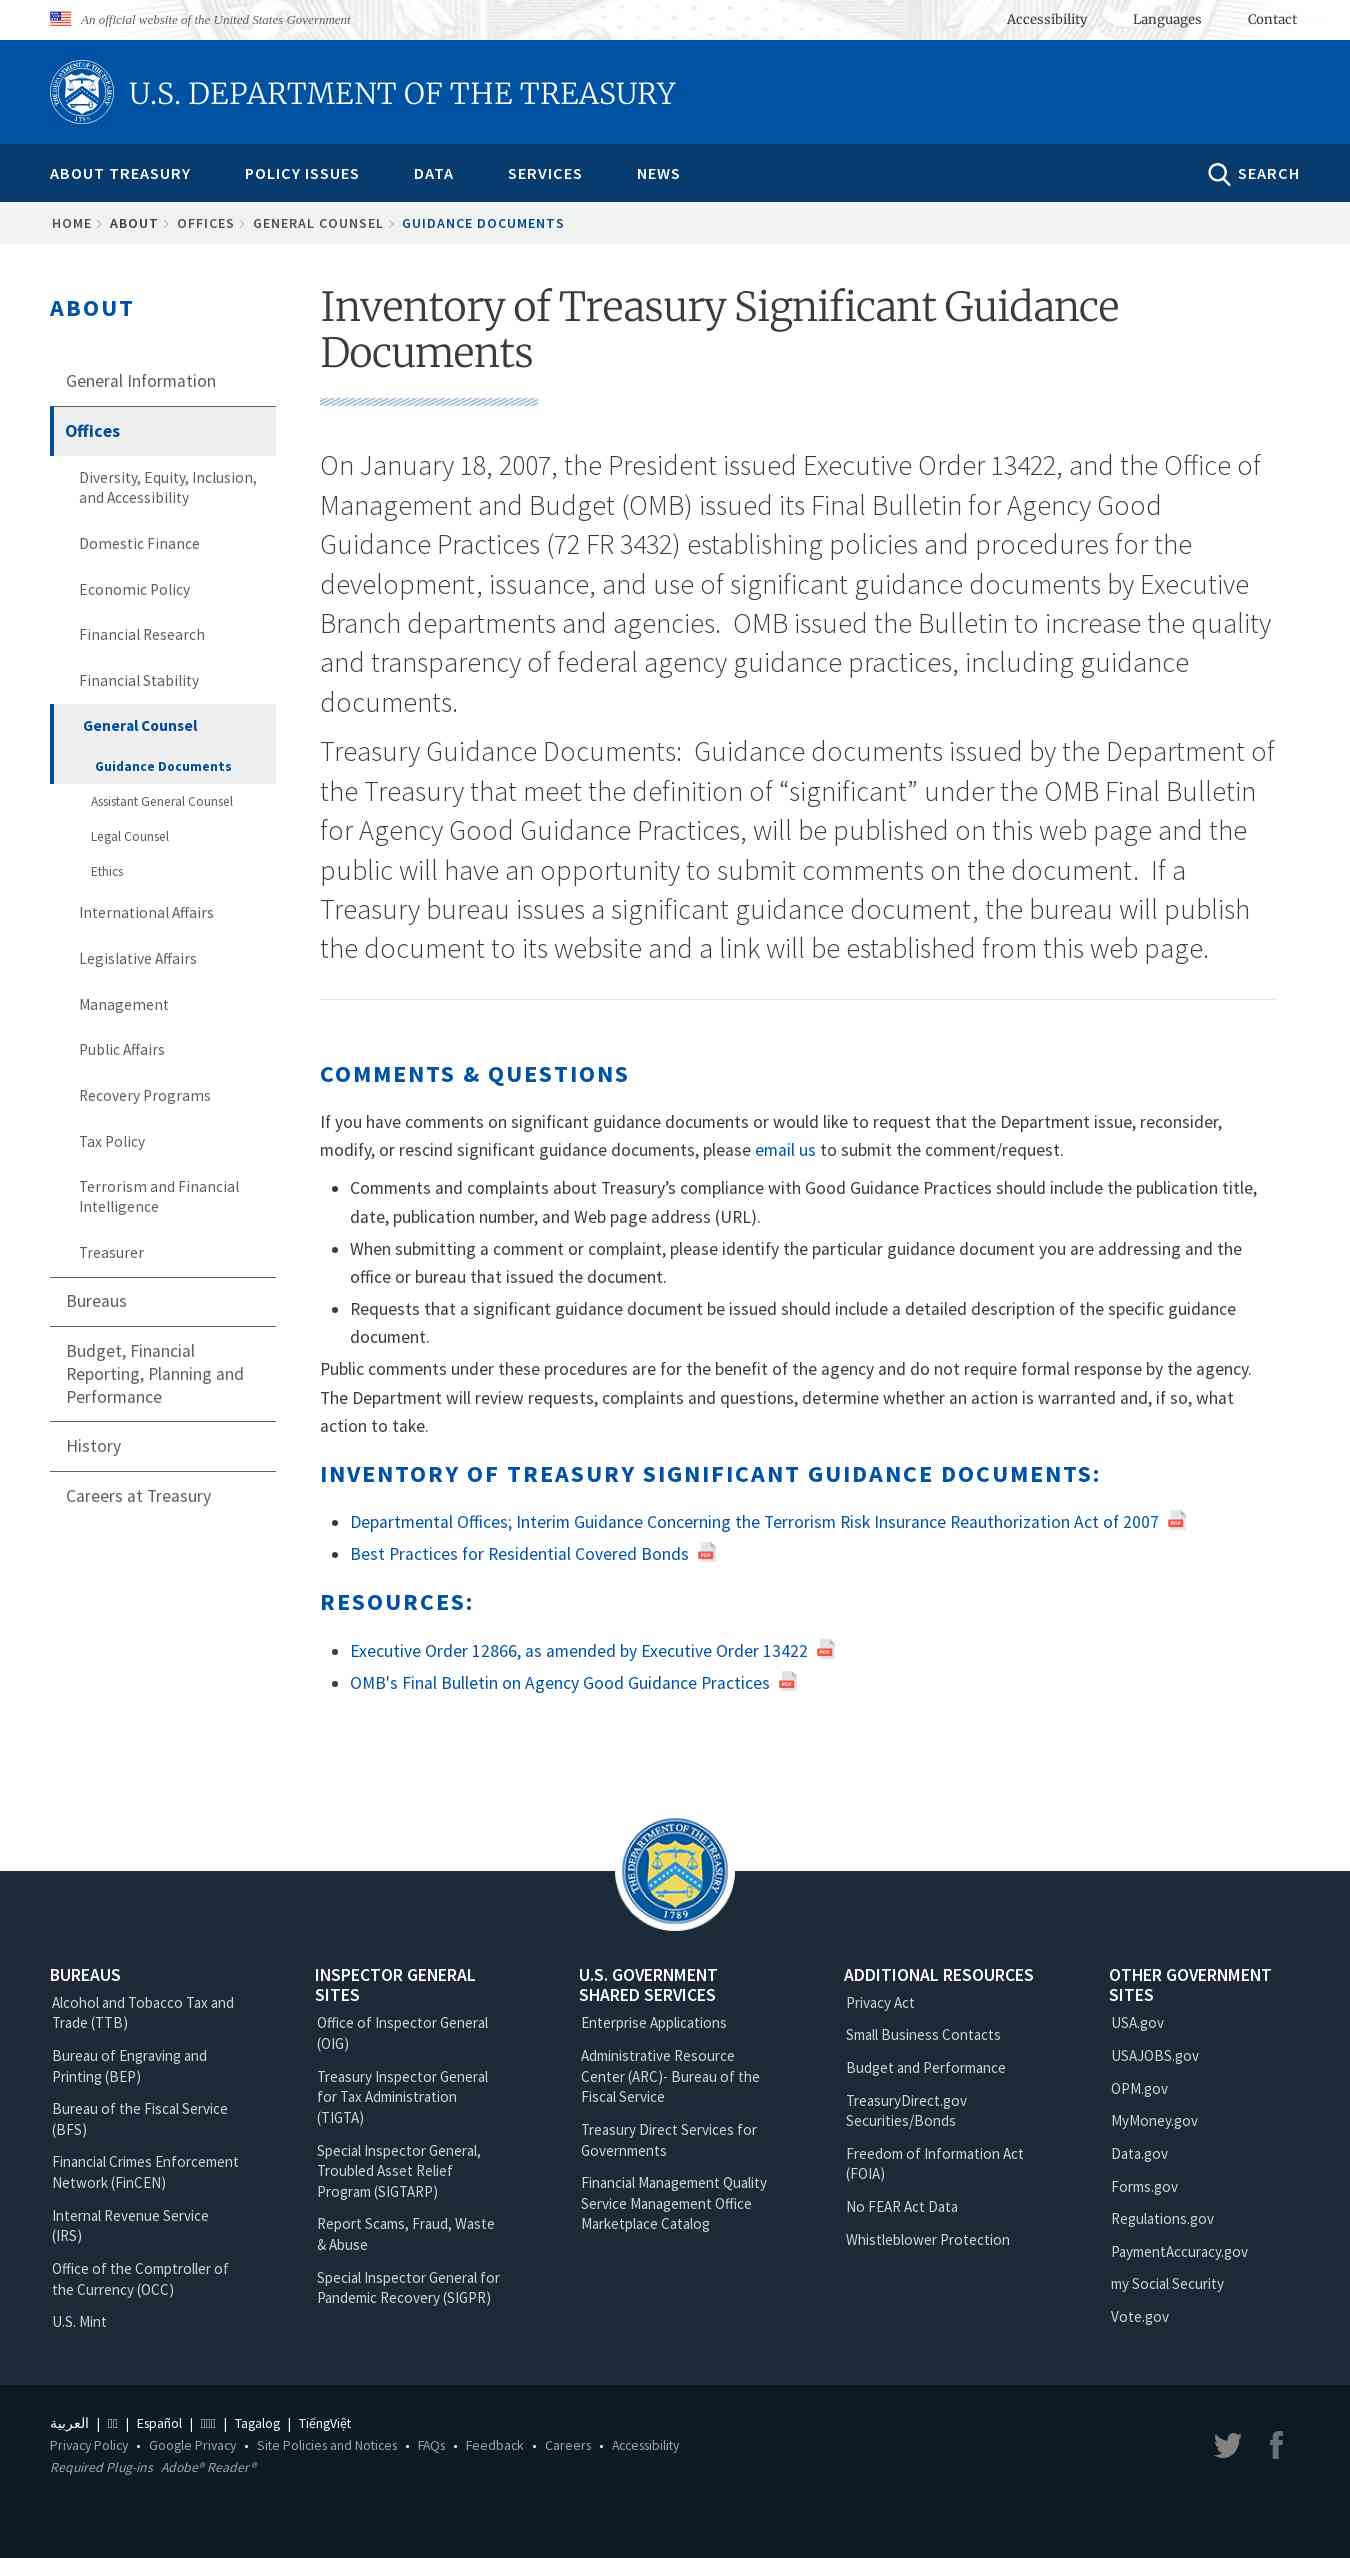 An official website of the United States Government
Accessibility Languages Contact
U.S. DEPARTMENT OF THE TREASURY
ABOUT TREASURY POLICY ISSUES DATA SERVICES NEWS SEARCH
HOME ABOUT OFFICES GENERAL COUNSEL GUIDANCE DOCUMENTS
ABOUT
General Information
Offices
Diversity, Equity, Inclusion,
and Accessibility
Domestic Finance
Economic Policy
Financial Research
Financial Stability
General Counsel
Guidance Documents
Assistant General Counsel
Legal Counsel
Ethics
International Affairs
Legislative Affairs
Management
Public Affairs
Recovery Programs
Tax Policy
Terrorism and Financial
Intelligence
Treasurer
Bureaus
Budget, Financial
Reporting, Planning and
Performance
History
Careers at Treasury
Inventory of Treasury Significant Guidance
Documents
On January 18, 2007, the President issued Executive Order 13422, and the Office of
Management and Budget (OMB) issued its Final Bulletin for Agency Good
Guidance Practices (72 FR 3432) establishing policies and procedures for the
development, issuance, and use of significant guidance documents by Executive
Branch departments and agencies.  OMB issued the Bulletin to increase the quality
and transparency of federal agency guidance practices, including guidance
documents.
Treasury Guidance Documents:  Guidance documents issued by the Department of
the Treasury that meet the definition of “significant” under the OMB Final Bulletin
for Agency Good Guidance Practices, will be published on this web page and the
public will have an opportunity to submit comments on the document.  If a
Treasury bureau issues a significant guidance document, the bureau will publish
the document to its website and a link will be established from this web page.
COMMENTS & QUESTIONS
If you have comments on significant guidance documents or would like to request that the Department issue, reconsider,
modify, or rescind significant guidance documents, please email us to submit the comment/request.
• Comments and complaints about Treasury’s compliance with Good Guidance Practices should include the publication title,
date, publication number, and Web page address (URL).
• When submitting a comment or complaint, please identify the particular guidance document you are addressing and the
office or bureau that issued the document.
• Requests that a significant guidance document be issued should include a detailed description of the specific guidance
document.
Public comments under these procedures are for the benefit of the agency and do not require formal response by the agency.
The Department will review requests, complaints and questions, determine whether an action is warranted and, if so, what
action to take.
INVENTORY OF TREASURY SIGNIFICANT GUIDANCE DOCUMENTS:
• Departmental Offices; Interim Guidance Concerning the Terrorism Risk Insurance Reauthorization Act of 2007 PDF
• Best Practices for Residential Covered Bonds PDF
RESOURCES:
• Executive Order 12866, as amended by Executive Order 13422 PDF
• OMB's Final Bulletin on Agency Good Guidance Practices PDF
THE DEPARTMENT OF THE TREASURY
1789
BUREAUS
Alcohol and Tobacco Tax and
Trade (TTB)
Bureau of Engraving and
Printing (BEP)
Bureau of the Fiscal Service
(BFS)
Financial Crimes Enforcement
Network (FinCEN)
Internal Revenue Service
(IRS)
Office of the Comptroller of
the Currency (OCC)
U.S. Mint
INSPECTOR GENERAL
SITES
Office of Inspector General
(OIG)
Treasury Inspector General
for Tax Administration
(TIGTA)
Special Inspector General,
Troubled Asset Relief
Program (SIGTARP)
Report Scams, Fraud, Waste
& Abuse
Special Inspector General for
Pandemic Recovery (SIGPR)
U.S. GOVERNMENT
SHARED SERVICES
Enterprise Applications
Administrative Resource
Center (ARC)- Bureau of the
Fiscal Service
Treasury Direct Services for
Governments
Financial Management Quality
Service Management Office
Marketplace Catalog
ADDITIONAL RESOURCES
Privacy Act
Small Business Contacts
Budget and Performance
TreasuryDirect.gov
Securities/Bonds
Freedom of Information Act
(FOIA)
No FEAR Act Data
Whistleblower Protection
OTHER GOVERNMENT
SITES
USA.gov
USAJOBS.gov
OPM.gov
MyMoney.gov
Data.gov
Forms.gov
Regulations.gov
PaymentAccuracy.gov
my Social Security
Vote.gov
العربية | | Español | | Tagalog | TiếngViệt
Privacy Policy • Google Privacy • Site Policies and Notices • FAQs • Feedback • Careers • Accessibility
Required Plug-ins Adobe® Reader®